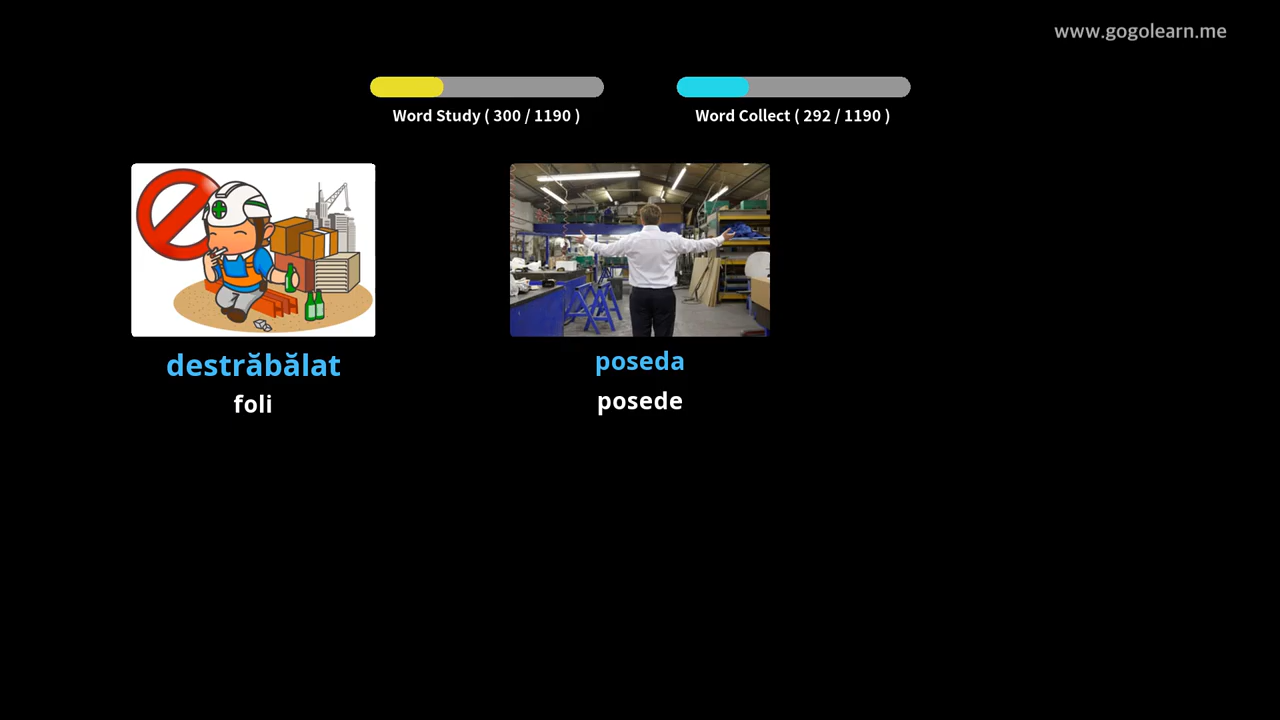 www.gogolearn.me
Word Study ( 300 / 1190 )
Word Collect ( 292 / 1190 )
destrăbălat
foli
poseda
posede